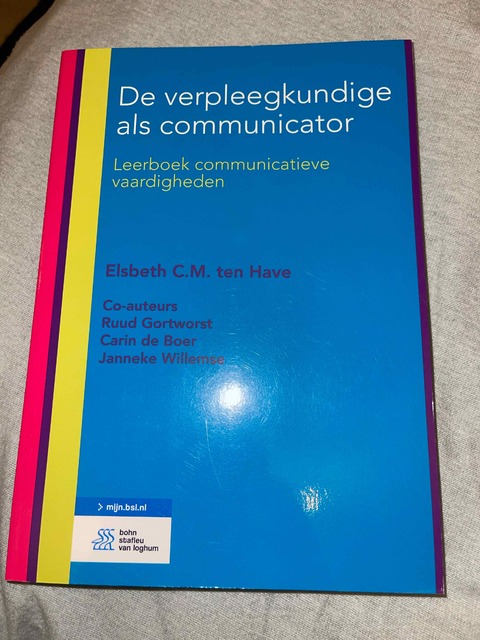 De verpleegkundige
als communicator
Leerboek communicatieve
vaardigheden
Elsbeth C.M. ten Have
Co-auteurs
Ruud Gortworst
Carin de Boer
Janneke Willemse
> mijn.bsl.nl
bohn
stafleu
van loghum